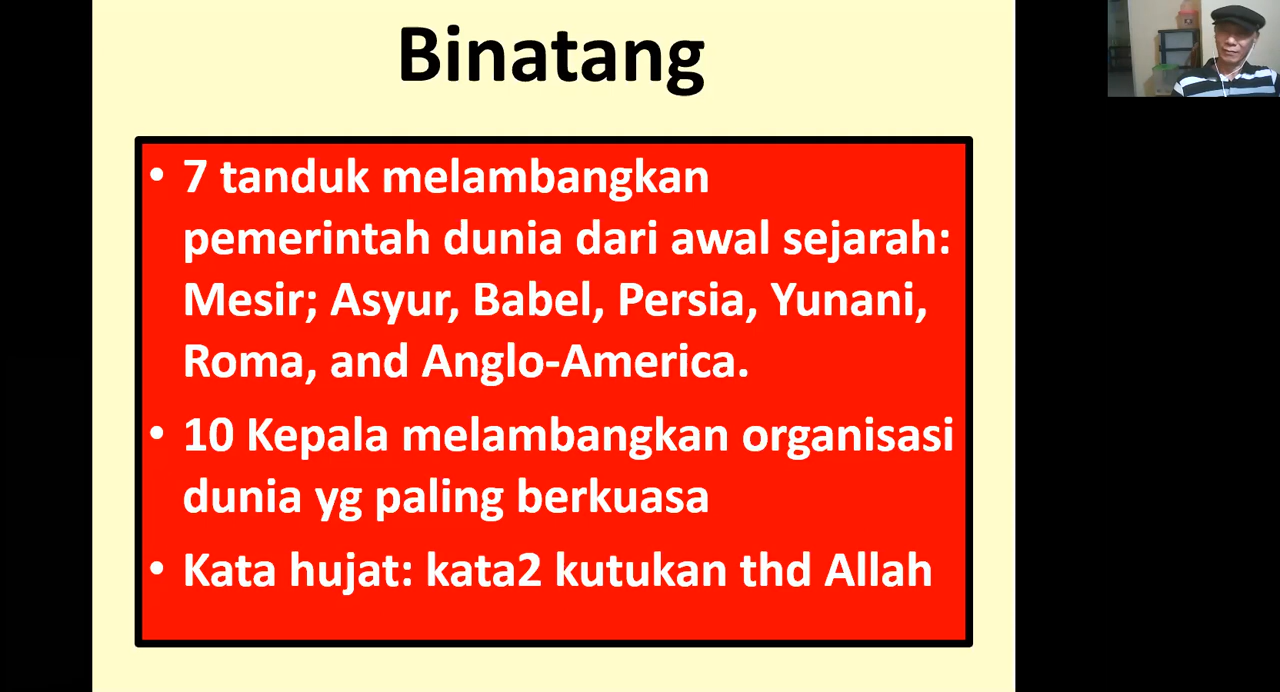 Binatang
• 7 tanduk melambangkan
pemerintah dunia dari awal sejarah:
Mesir; Asyur, Babel, Persia, Yunani,
Roma, and Anglo-America.
• 10 Kepala melambangkan organisasi
dunia yg paling berkuasa
• Kata hujat: kata2 kutukan thd Allah